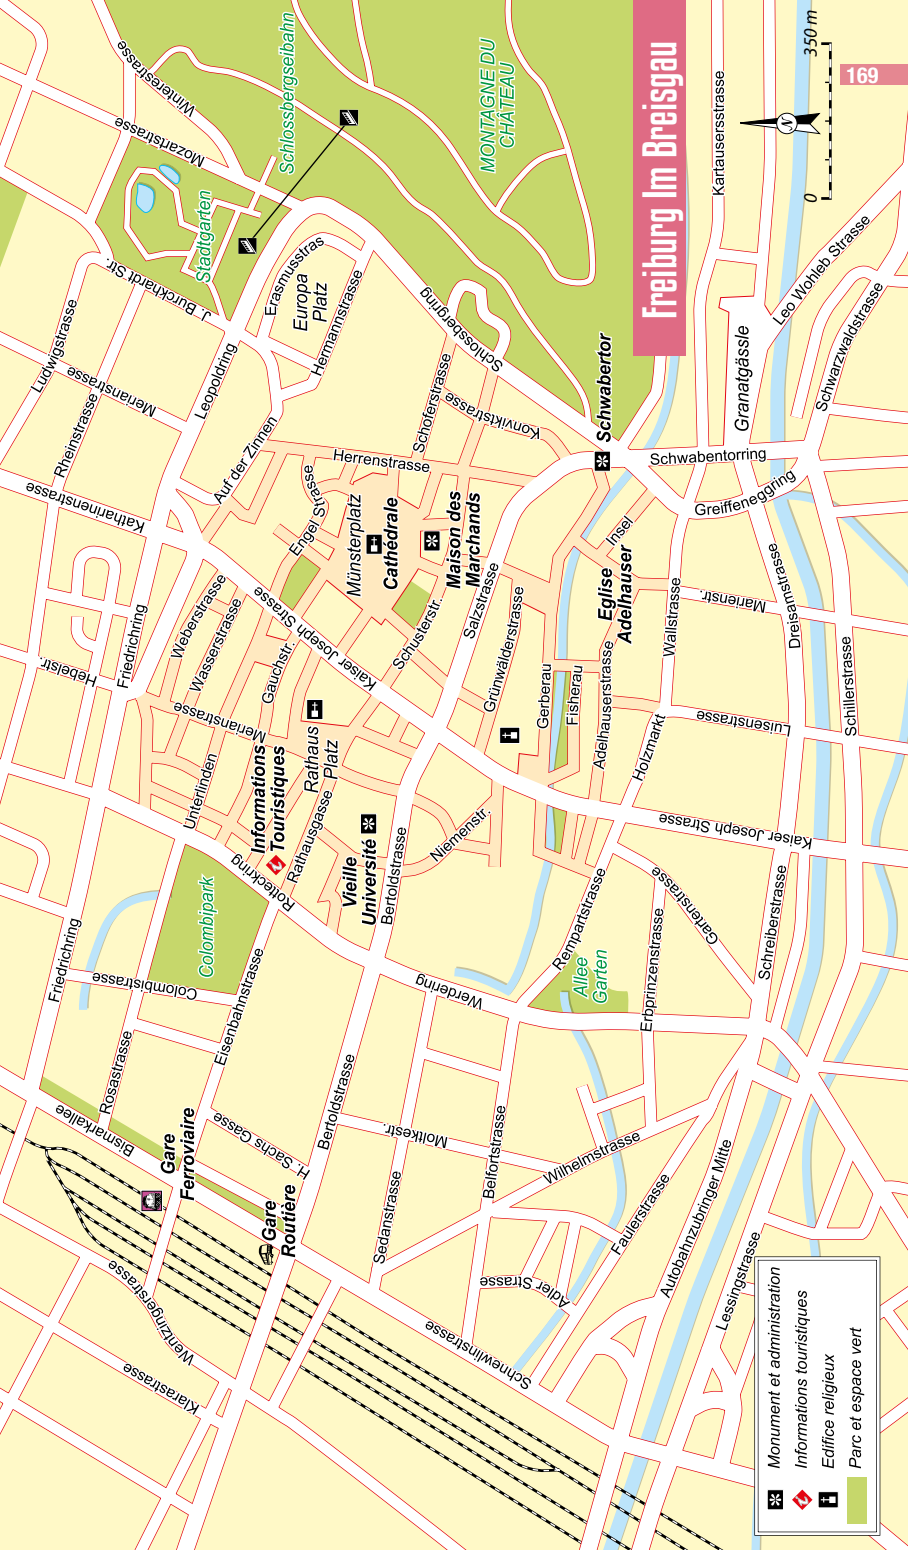 Freiburg Im Breisgau
169
0
350 m
N
MONTAGNE DU
CHÂTEAU
Schlossbergseibahn
Stadtgarten
Winterestrasse
Mozartstrasse
Kartausersstrasse
Leo Wohleb Strasse
Schwarzwaldstrasse
Granatgässle
Schwabentorring
Greiffeneggring
Schwabertor
Schlossbergring
Erasmusstras
Europa
Platz
Hermannstrasse
J. Burckhardt Str.
Ludwigstrasse
Merianstrasse
Rheinstrasse
Leopoldring
Auf der Zinnen
Katharinenstrasse
Schoferstrasse
Konviktstrasse
Herrenstrasse
Engel Strasse
Münsterplatz
Cathédrale
Maison des
Marchands
Insel
Eglise
Adelhauser
Marienstr.
Wallstrasse
Dreisamstrasse
Schillerstrasse
Salzstrasse
Grünwälderstrasse
Schusterstr.
Kaiser Joseph Strasse
Kaiser Joseph Strasse
Weberstrasse
Wasserstrasse
Gauchstr.
Merianstrasse
Friedrichring
Hebelstr.
Unterlinden
Informations
Touristiques
Rathaus
Platz
Rathausgasse
Rotteckring
Vieille
Université
Bertoldstrasse
Niemenstr.
Gerberau
Fisherau
Adelhauserstrasse
Holzmarkt
Luisenstrasse
Gartenstrasse
Schreiberstrasse
Rempartstrasse
Erbprinzenstrasse
Allee
Garten
Colombipark
Colombistrasse
Friedrichring
Eisenbahnstrasse
Rosastrasse
Werdering
Bismarkallee
Gare
Ferroviaire
H. Sachs Gasse
Bertoldstrasse
Moltkestr.
Belfortstrasse
Wilhelmstrasse
Gare
Routière
Sedanstrasse
Faulerstrasse
Adler Strasse
Autobahnzubringer Mitte
Lessingstrasse
Schnewlinstrasse
Wentzingerstrasse
Klarastrasse
Monument et administration
Informations touristiques
Edifice religieux
Parc et espace vert